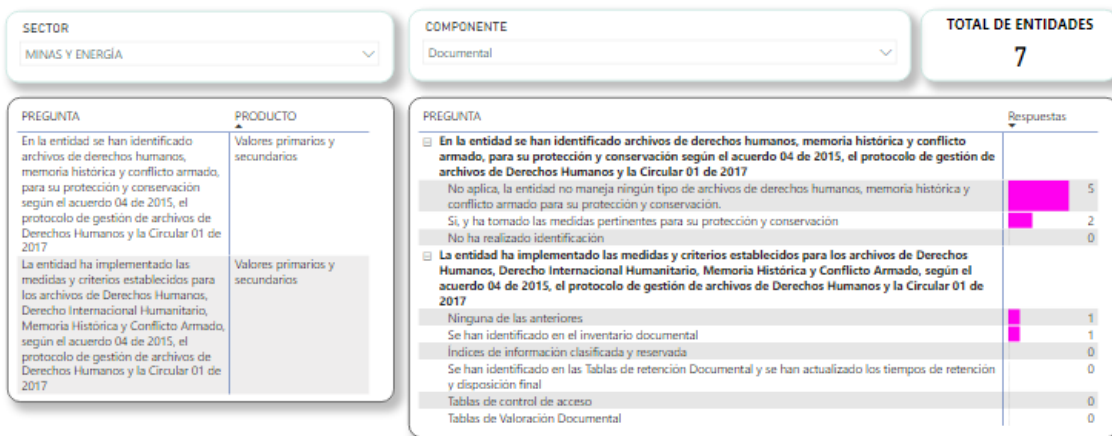 SECTOR
MINAS Y ENERGÍA
COMPONENTE
Documental
TOTAL DE ENTIDADES
7
PREGUNTA
PRODUCTO
En la entidad se han identificado
archivos de derechos humanos,
memoria histórica y conflicto armado,
para su protección y conservación
según el acuerdo 04 de 2015, el
protocolo de gestión de archivos de
Derechos Humanos y la Circular 01 de
2017
Valores primarios y
secundarios
La entidad ha implementado las
medidas y criterios establecidos para
los archivos de Derechos Humanos,
Derecho Internacional Humanitario,
Memoria Histórica y Conflicto Armado,
según el acuerdo 04 de 2015, el
protocolo de gestión de archivos de
Derechos Humanos y la Circular 01 de
2017
Valores primarios y
secundarios
PREGUNTA
Respuestas
En la entidad se han identificado archivos de derechos humanos, memoria histórica y conflicto
armado, para su protección y conservación según el acuerdo 04 de 2015, el protocolo de gestión de
archivos de Derechos Humanos y la Circular 01 de 2017
No aplica, la entidad no maneja ningún tipo de archivos de derechos humanos, memoria histórica y
conflicto armado para su protección y conservación.
5
Si, y ha tomado las medidas pertinentes para su protección y conservación
2
No ha realizado identificación
0
La entidad ha implementado las medidas y criterios establecidos para los archivos de Derechos
Humanos, Derecho Internacional Humanitario, Memoria Histórica y Conflicto Armado, según el
acuerdo 04 de 2015, el protocolo de gestión de archivos de Derechos Humanos y la Circular 01 de
2017
Ninguna de las anteriores
1
Se han identificado en el inventario documental
1
Índices de información clasificada y reservada
0
Se han identificado en las Tablas de retención Documental y se han actualizado los tiempos de retención
y disposición final
0
Tablas de control de acceso
0
Tablas de Valoración Documental
0